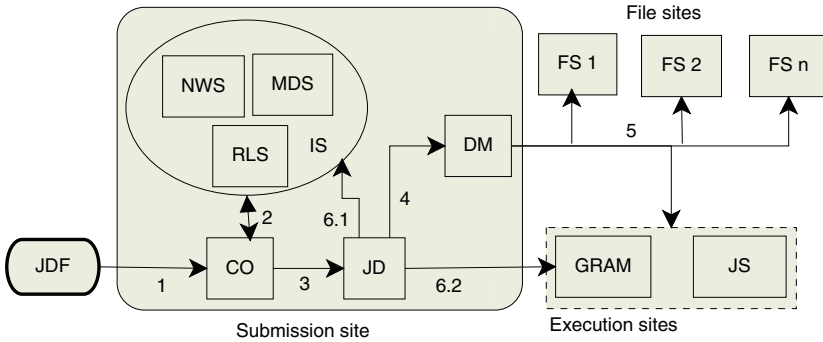 File sites
FS 1
FS 2
FS n
NWS
MDS
RLS
IS
DM
5
4
6.1
2
JDF
1
CO
3
JD
6.2
GRAM
JS
Submission site
Execution sites